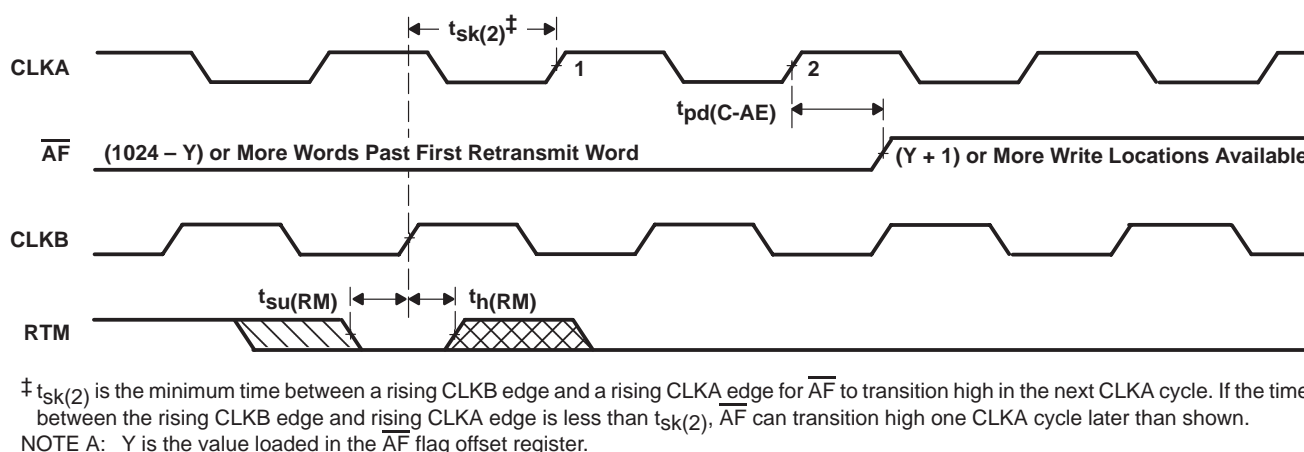 tsk(2)‡
CLKA
1
2
tpd(C-AE)
AF
(1024 – Y) or More Words Past First Retransmit Word
(Y + 1) or More Write Locations Available
CLKB
tsu(RM)
th(RM)
RTM
‡ tsk(2) is the minimum time between a rising CLKB edge and a rising CLKA edge for AF to transition high in the next CLKA cycle. If the time
between the rising CLKB edge and rising CLKA edge is less than tsk(2), AF can transition high one CLKA cycle later than shown.
NOTE A: Y is the value loaded in the AF flag offset register.